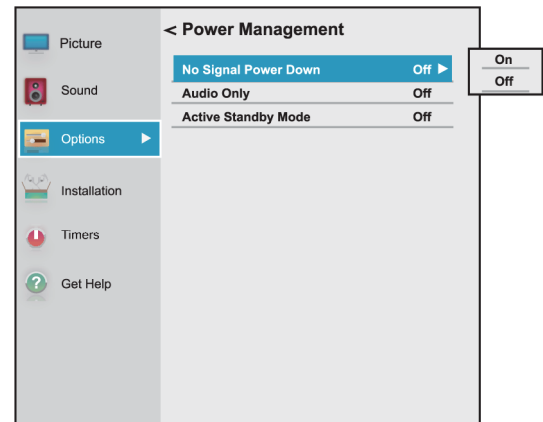 Picture
Sound
Options
Installation
Timers
Get Help
< Power Management
No Signal Power Down Off
Audio Only Off
Active Standby Mode Off
On
Off